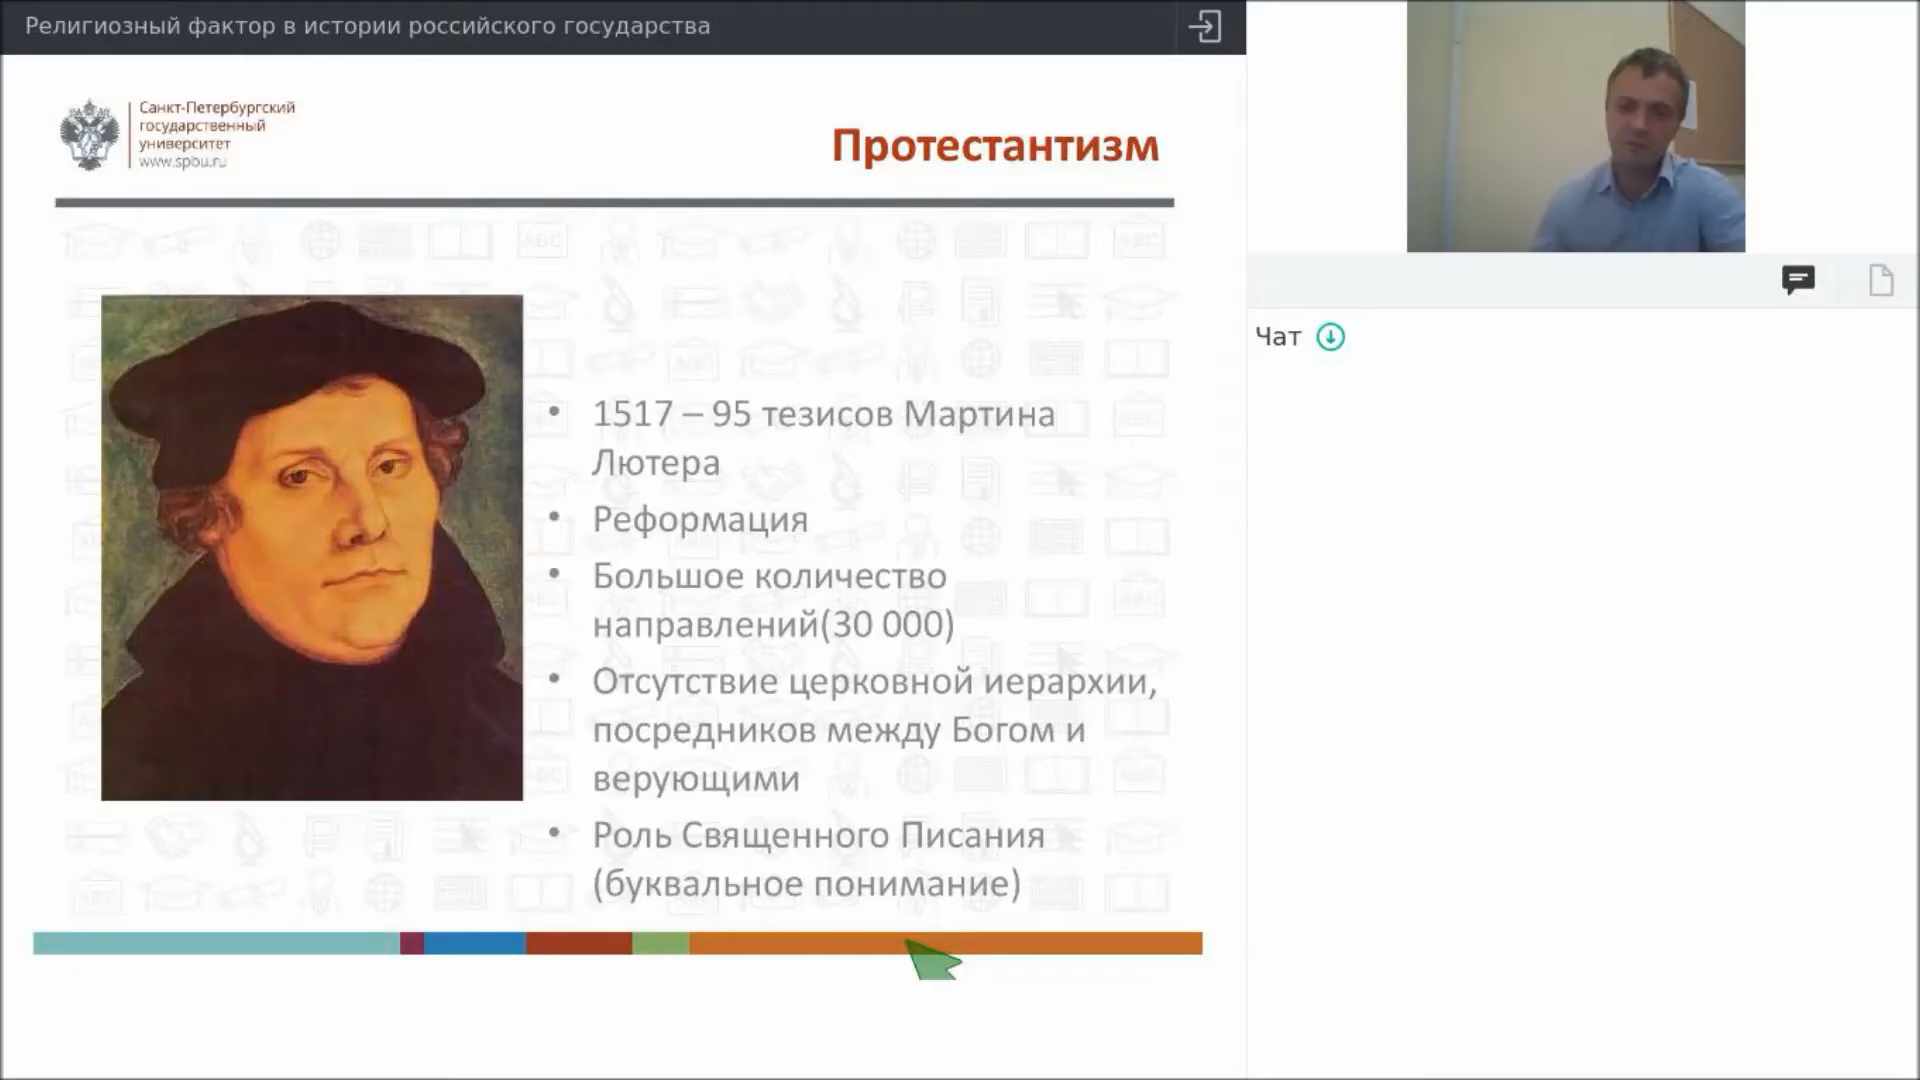 Религиозный фактор в истории российского государства
Санкт-Петербургский
государственный
университет
www.spbu.ru
Протестантизм
• 1517 – 95 тезисов Мартина
Лютера
• Реформация
• Большое количество
направлений(30 000)
• Отсутствие церковной иерархии,
посредников между Богом и
верующими
• Роль Священного Писания
(буквальное понимание)
Чат